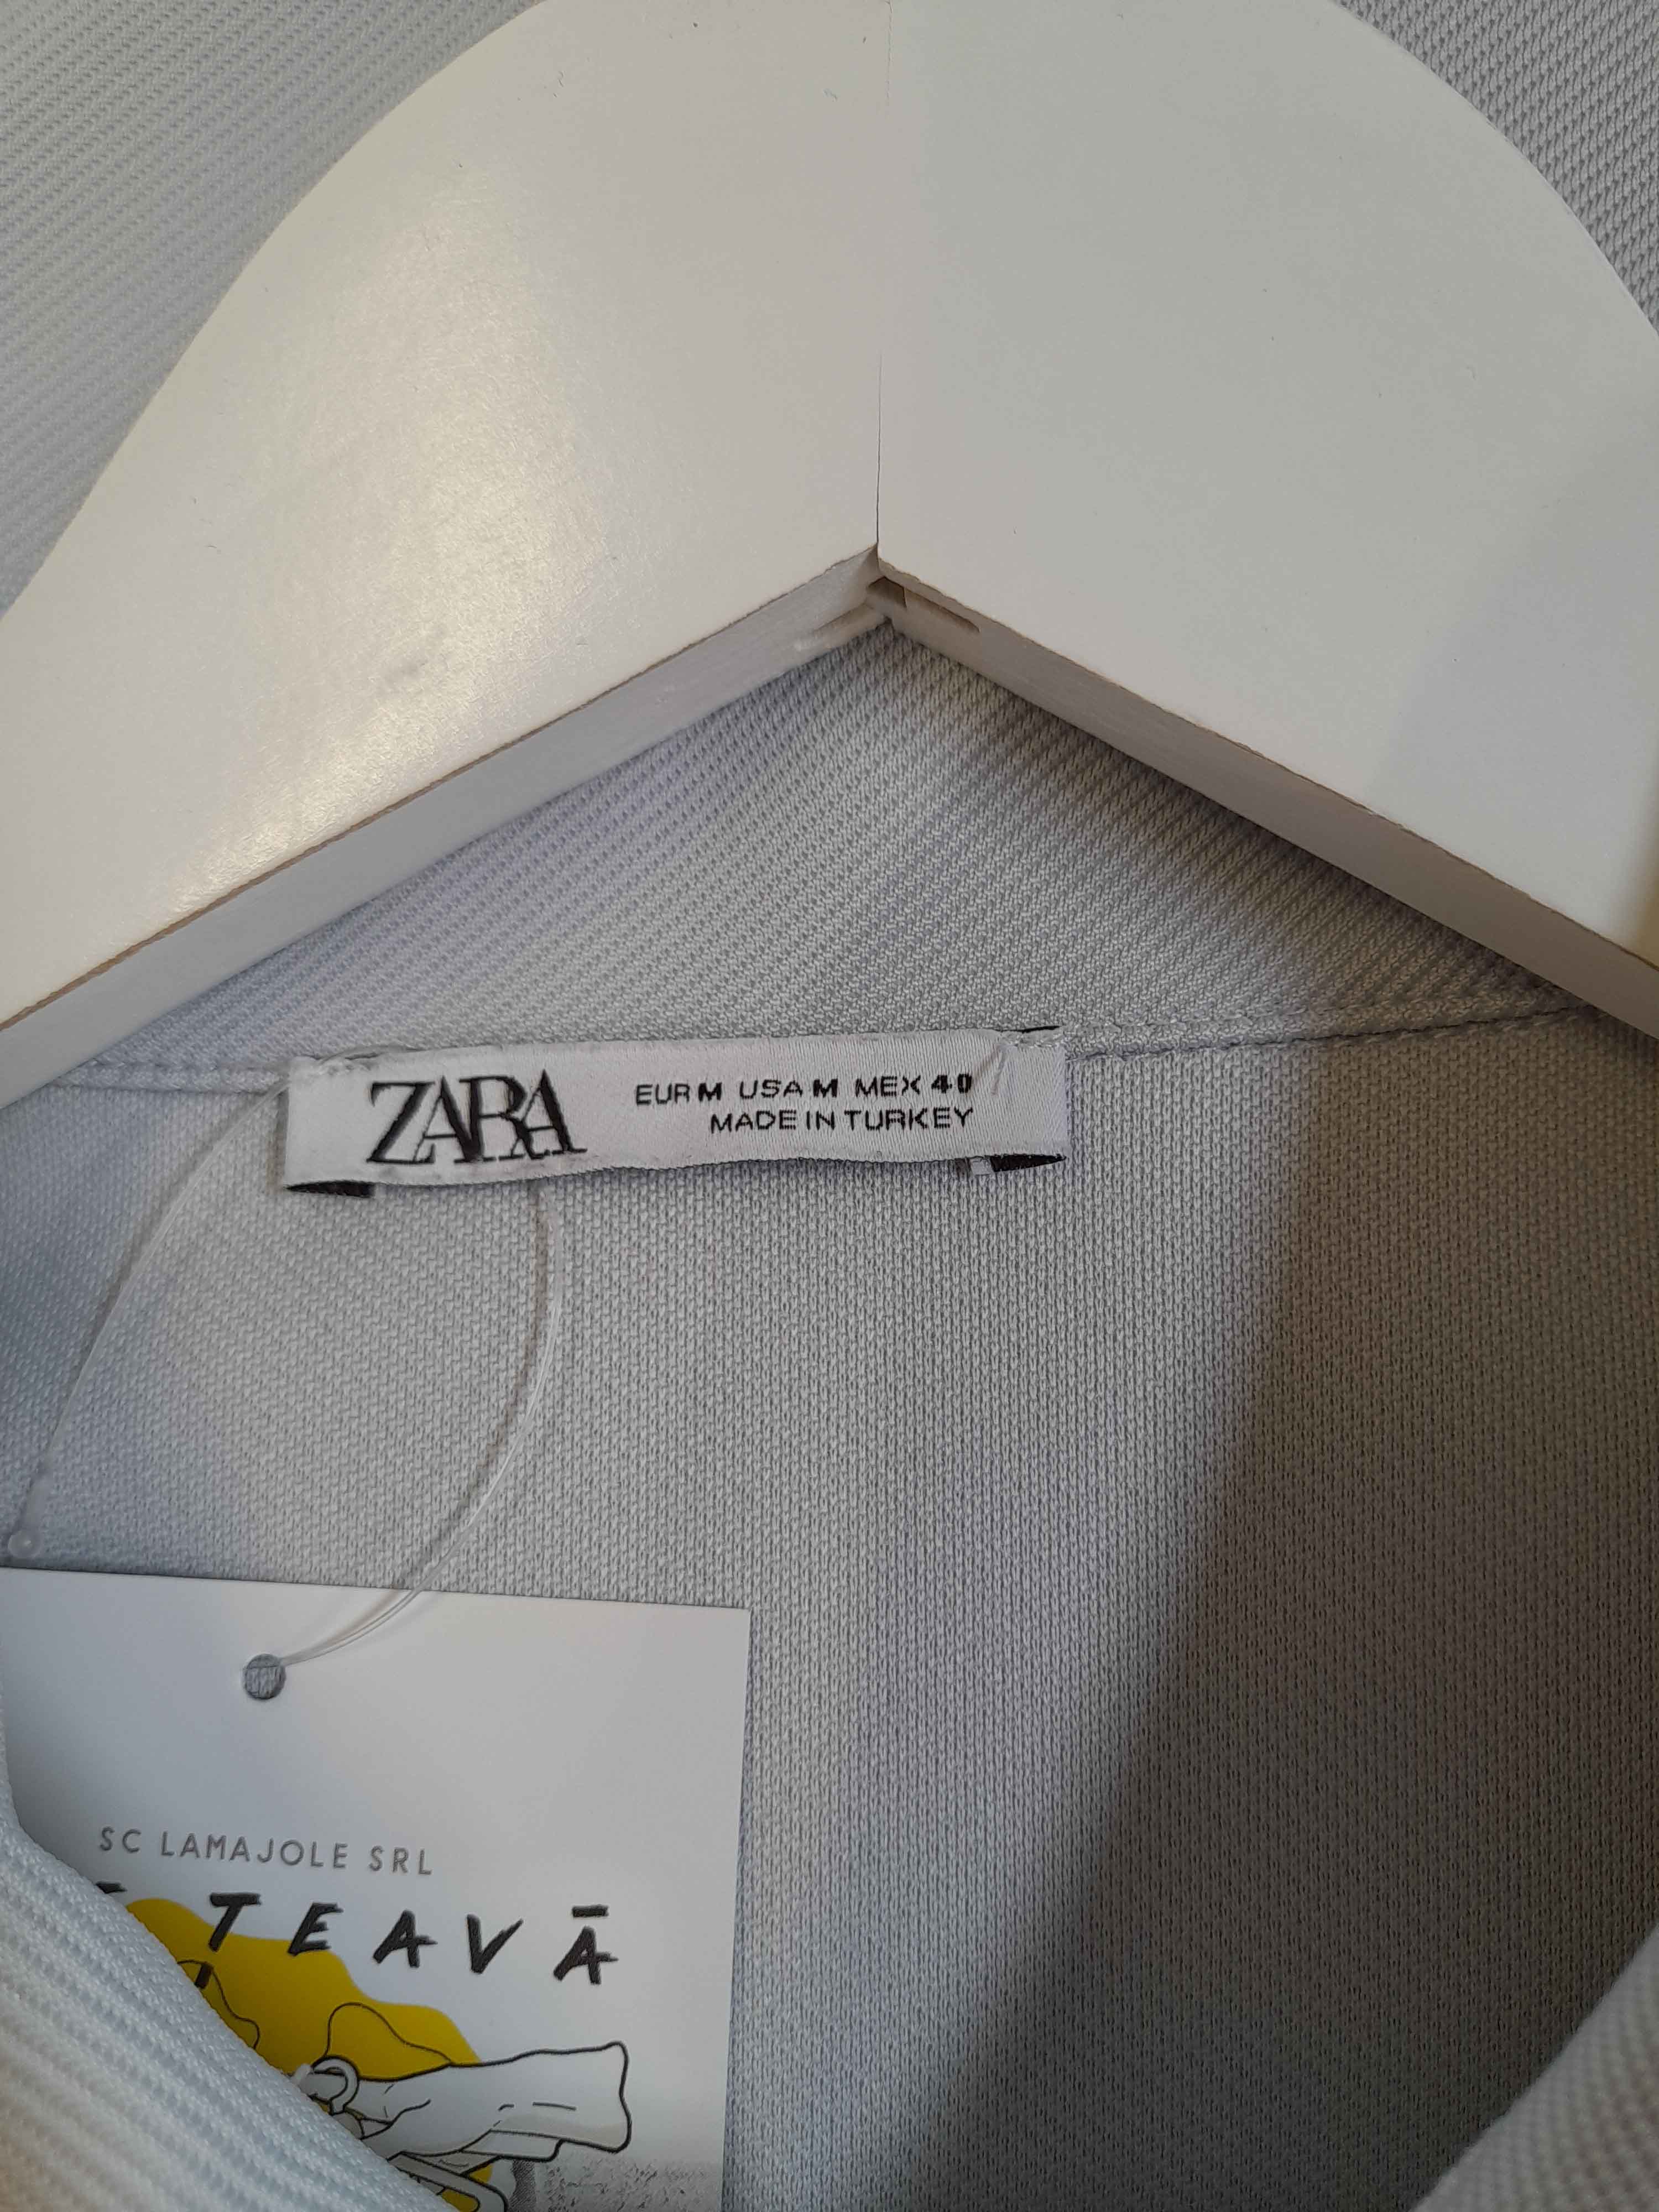 ZARA
EUR M USA M MEX 40
MADE IN TURKEY
SC LAMAJOLE SRL
TEAVĀ